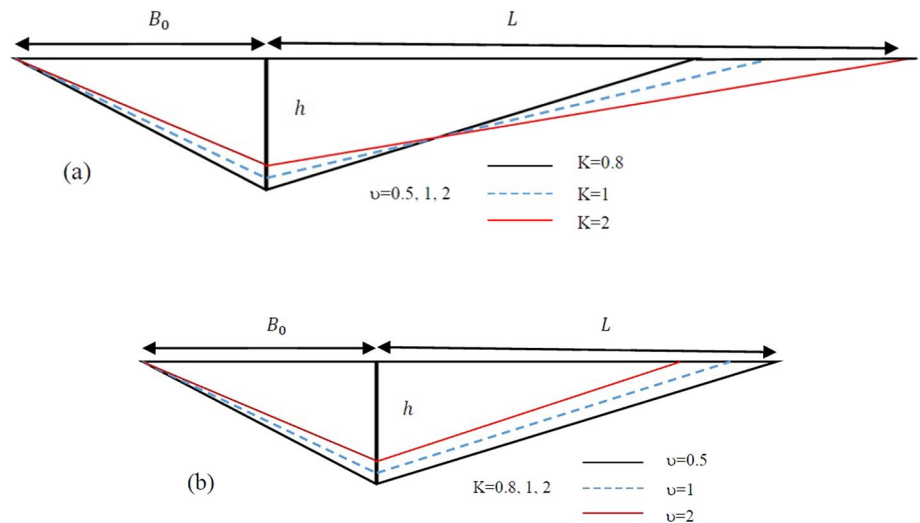 B₀ L
h
(a)
K=0.8
υ=0.5, 1, 2 K=1
K=2
B₀ L
h
(b)
υ=0.5
K=0.8, 1, 2 υ=1
υ=2